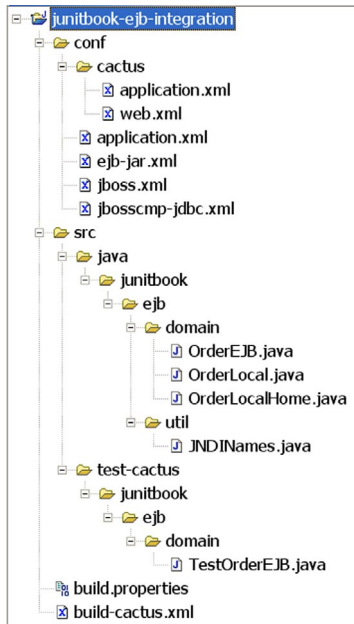 junitbook-ejb-integration
conf
cactus
application.xml
web.xml
application.xml
ejb-jar.xml
jboss.xml
jbosscmp-jdbc.xml
src
java
junitbook
ejb
domain
OrderEJB.java
OrderLocal.java
OrderLocalHome.java
util
JNDINames.java
test-cactus
junitbook
ejb
domain
TestOrderEJB.java
build.properties
build-cactus.xml